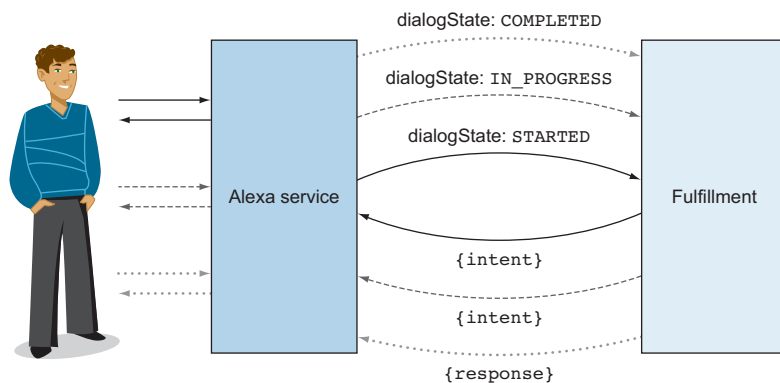 dialogState: COMPLETED
dialogState: IN_PROGRESS
dialogState: STARTED
Alexa service
Fulfillment
{intent}
{intent}
{response}